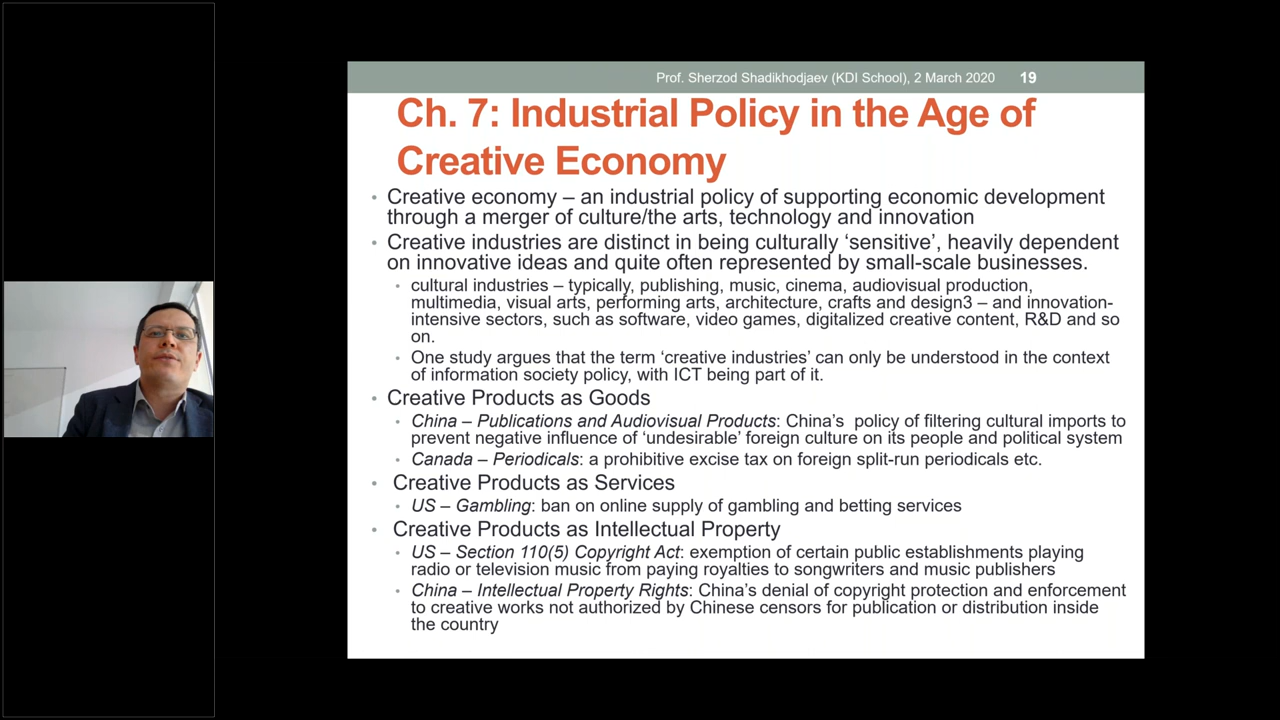 Prof. Sherzod Shadikhodjaev (KDI School), 2 March 2020 19
Ch. 7: Industrial Policy in the Age of
Creative Economy
• Creative economy – an industrial policy of supporting economic development
through a merger of culture/the arts, technology and innovation
• Creative industries are distinct in being culturally ‘sensitive’, heavily dependent
on innovative ideas and quite often represented by small-scale businesses.
• cultural industries – typically, publishing, music, cinema, audiovisual production,
multimedia, visual arts, performing arts, architecture, crafts and design3 – and innovation-
intensive sectors, such as software, video games, digitalized creative content, R&D and so
on.
• One study argues that the term ‘creative industries’ can only be understood in the context
of information society policy, with ICT being part of it.
• Creative Products as Goods
• China – Publications and Audiovisual Products: China’s policy of filtering cultural imports to
prevent negative influence of ‘undesirable’ foreign culture on its people and political system
• Canada – Periodicals: a prohibitive excise tax on foreign split-run periodicals etc.
• Creative Products as Services
• US – Gambling: ban on online supply of gambling and betting services
• Creative Products as Intellectual Property
• US – Section 110(5) Copyright Act: exemption of certain public establishments playing
radio or television music from paying royalties to songwriters and music publishers
• China – Intellectual Property Rights: China’s denial of copyright protection and enforcement
to creative works not authorized by Chinese censors for publication or distribution inside
the country